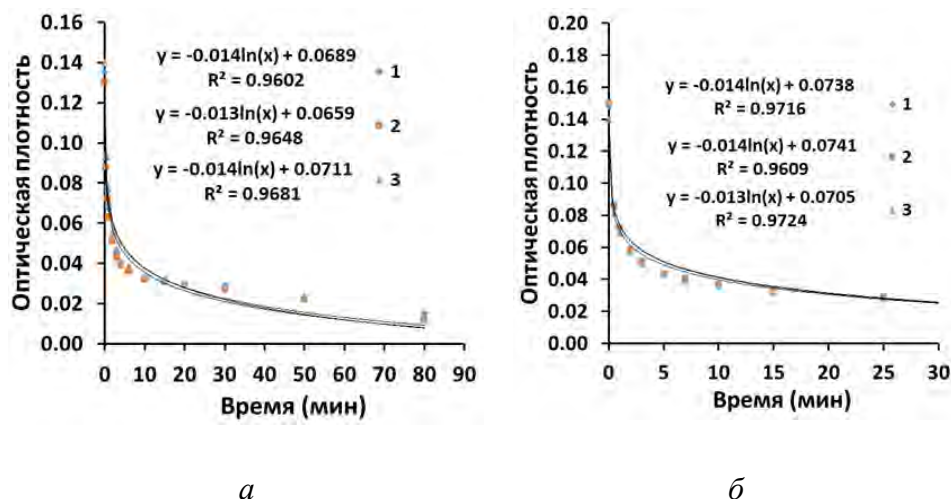 0.16
0.14
0.12
0.10
0.08
0.06
0.04
0.02
0.00
Оптическая плотность
y = -0.014ln(x) + 0.0689
R² = 0.9602
y = -0.013ln(x) + 0.0659
R² = 0.9648
y = -0.014ln(x) + 0.0711
R² = 0.9681
1
2
3
0 10 20 30 40 50 60 70 80 90
Время (мин)
а
0.20
0.18
0.16
0.14
0.12
0.10
0.08
0.06
0.04
0.02
0.00
Оптическая плотность
y = -0.014ln(x) + 0.0738
R² = 0.9716
y = -0.014ln(x) + 0.0741
R² = 0.9609
y = -0.013ln(x) + 0.0705
R² = 0.9724
1
2
3
0 5 10 15 20 25 30
Время (мин)
б